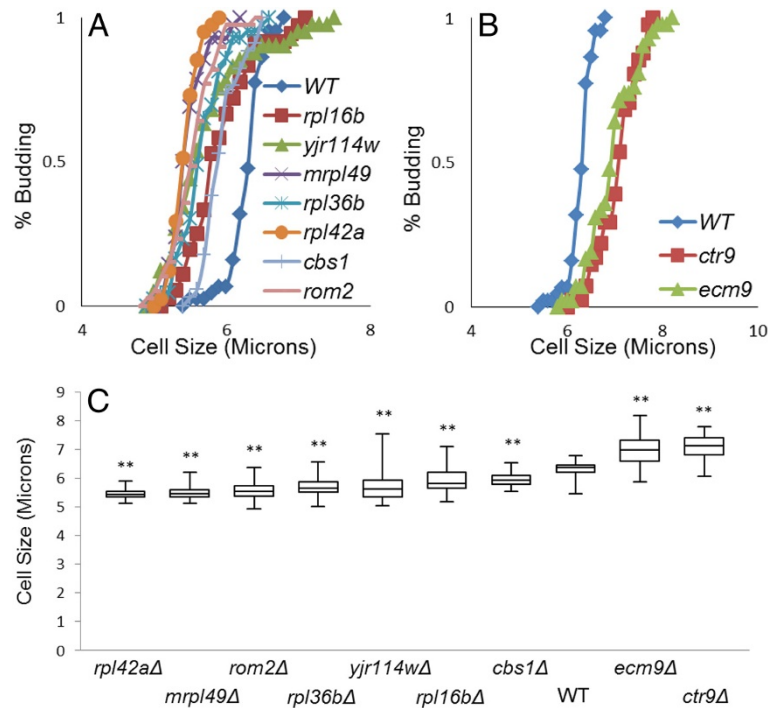 A
% Budding
1
0.5
0
4
6
8
Cell Size (Microns)
WT
rpl16b
yjr114w
mrpl49
rpl36b
rpl42a
cbs1
rom2
B
% Budding
1
0.5
0
4
6
8
10
Cell Size (Microns)
WT
ctr9
ecm9
C
Cell Size (Microns)
9
8
7
6
5
4
3
2
1
0
** ** ** ** ** ** ** ** **
rpl42aΔ rom2Δ yjr114wΔ cbs1Δ ecm9Δ
mrpl49Δ rpl36bΔ rpl16bΔ WT ctr9Δ